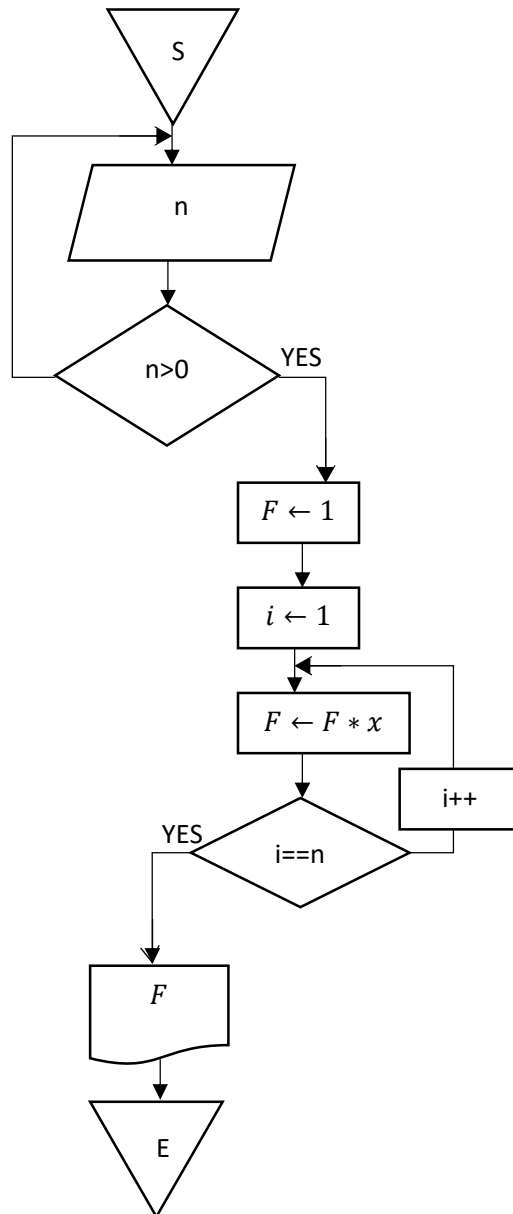 S
n
n>0
YES
𝐹 ← 1
𝑖 ← 1
𝐹 ← 𝐹 ∗ 𝑥
i++
YES
i==n
𝐹
E